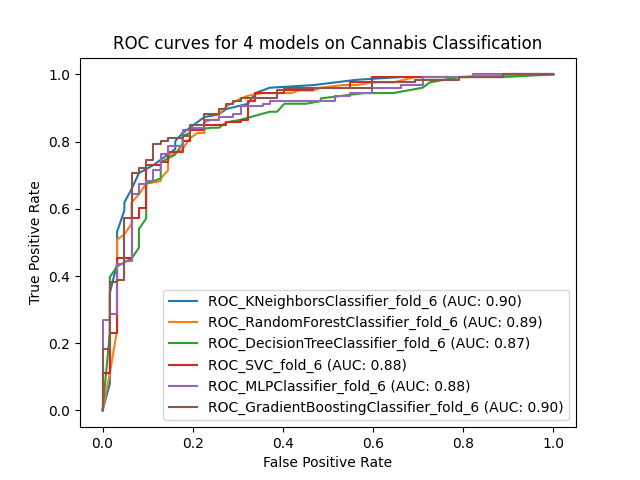 ROC curves for 4 models on Cannabis Classification
True Positive Rate
1.0
0.8
0.6
0.4
0.2
0.0
ROC_KNeighborsClassifier_fold_6 (AUC: 0.90)
ROC_RandomForestClassifier_fold_6 (AUC: 0.89)
ROC_DecisionTreeClassifier_fold_6 (AUC: 0.87)
ROC_SVC_fold_6 (AUC: 0.88)
ROC_MLPClassifier_fold_6 (AUC: 0.88)
ROC_GradientBoostingClassifier_fold_6 (AUC: 0.90)
0.0 0.2 0.4 0.6 0.8 1.0
False Positive Rate